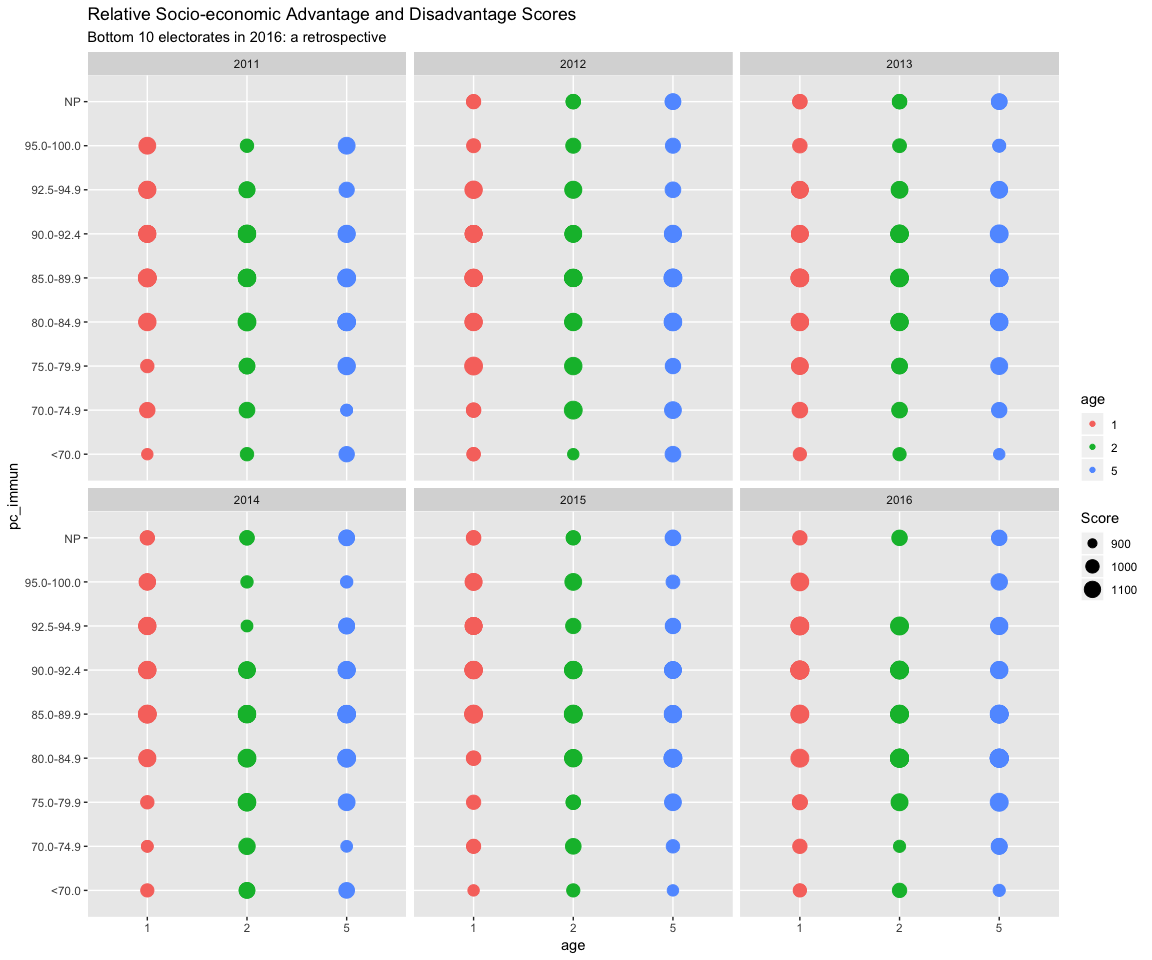 Relative Socio-economic Advantage and Disadvantage Scores
Bottom 10 electorates in 2016: a retrospective
2011 2012 2013
NP
95.0-100.0
92.5-94.9
90.0-92.4
85.0-89.9
80.0-84.9
75.0-79.9
70.0-74.9
<70.0
pc_immun
2014 2015 2016
NP
95.0-100.0
92.5-94.9
90.0-92.4
85.0-89.9
80.0-84.9
75.0-79.9
70.0-74.9
<70.0
1 2 5 1 2 5 1 2 5
age
age
1
2
5
Score
900
1000
1100